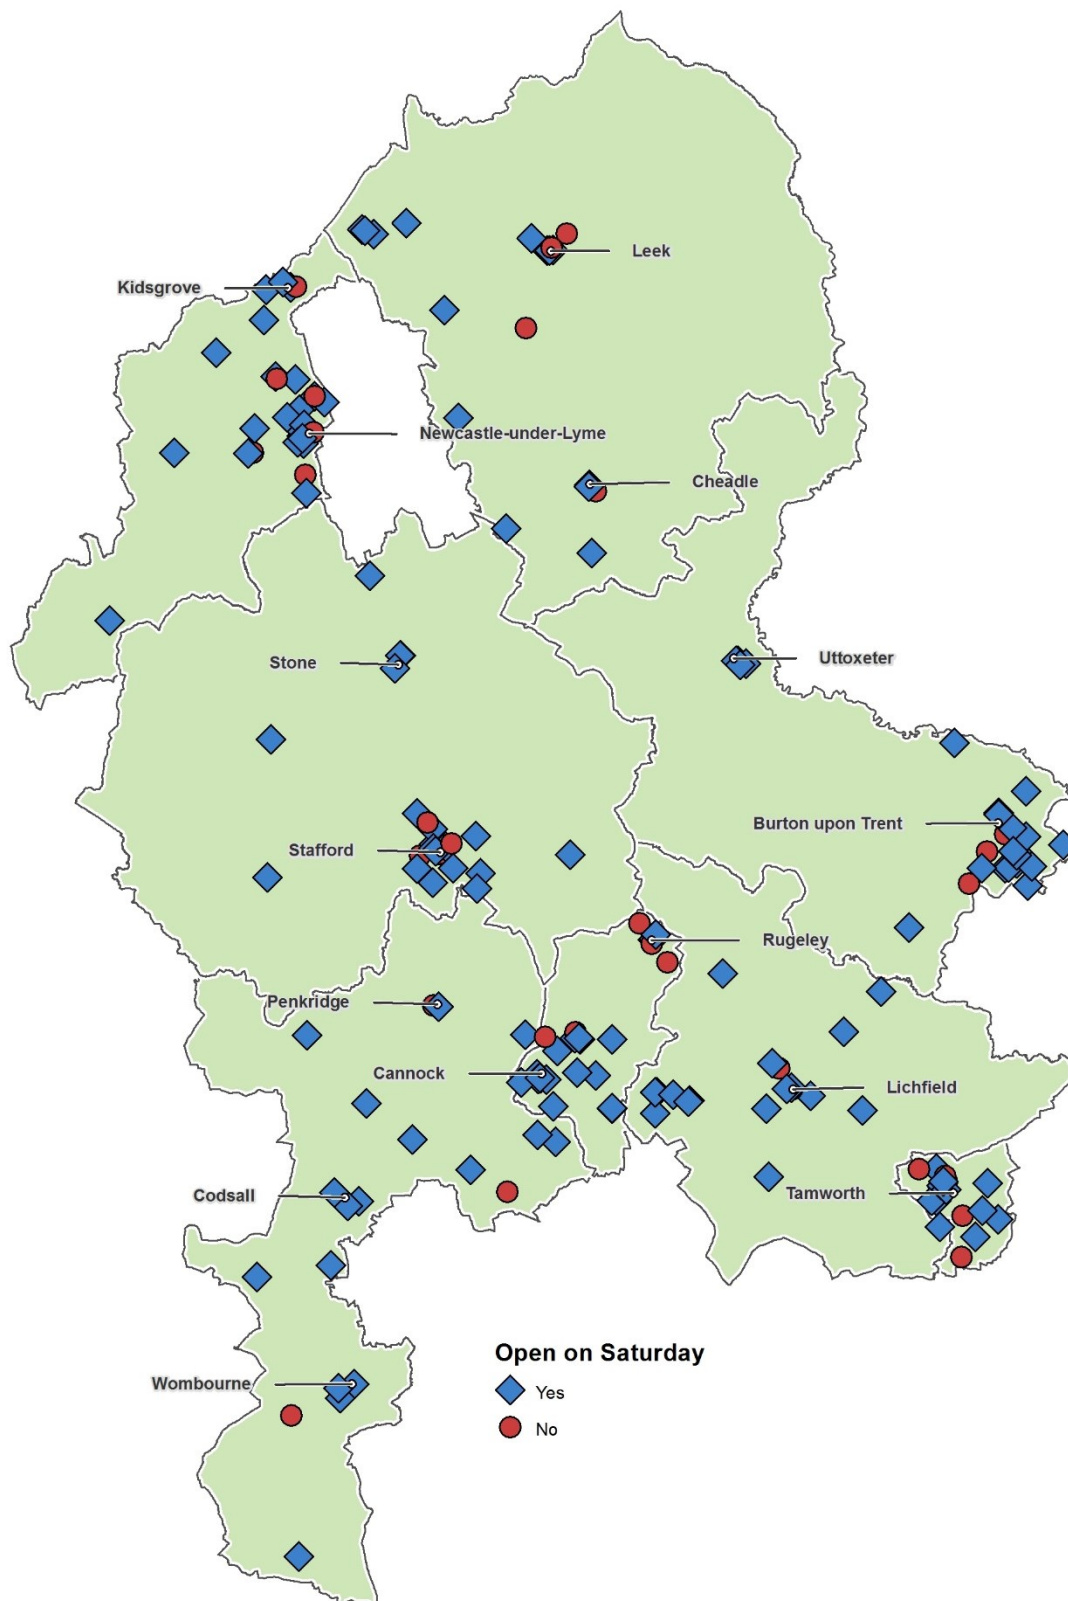 Leek
Kidsgrove
Newcastle-under-Lyme
Cheadle
Stone
Uttoxeter
Burton upon Trent
Stafford
Rugeley
Penkridge
Cannock
Lichfield
Tamworth
Codsall
Wombourne
Open on Saturday
Yes
No